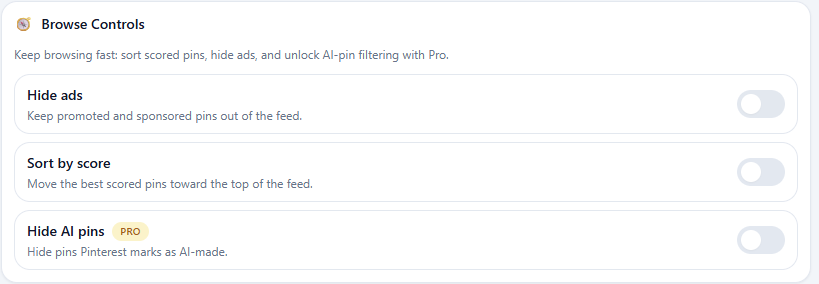 Browse Controls
Keep browsing fast: sort scored pins, hide ads, and unlock AI-pin filtering with Pro.
Hide ads
Keep promoted and sponsored pins out of the feed.
Sort by score
Move the best scored pins toward the top of the feed.
Hide AI pins PRO
Hide pins Pinterest marks as AI-made.